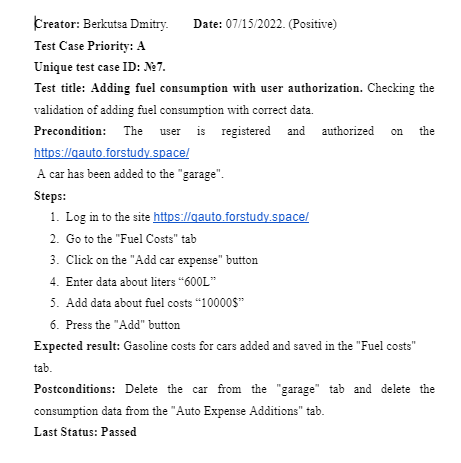 Creator: Berkutsa Dmitry. Date: 07/15/2022. (Positive)
Test Case Priority: A
Unique test case ID: №7.
Test title: Adding fuel consumption with user authorization. Checking the
validation of adding fuel consumption with correct data.
Precondition: The user is registered and authorized on the
https://qauto.forstudy.space/
A car has been added to the "garage".
Steps:
1. Log in to the site https://qauto.forstudy.space/
2. Go to the "Fuel Costs" tab
3. Click on the "Add car expense" button
4. Enter data about liters “600L”
5. Add data about fuel costs “10000$”
6. Press the "Add" button
Expected result: Gasoline costs for cars added and saved in the "Fuel costs"
tab.
Postconditions: Delete the car from the "garage" tab and delete the
consumption data from the "Auto Expense Additions" tab.
Last Status: Passed